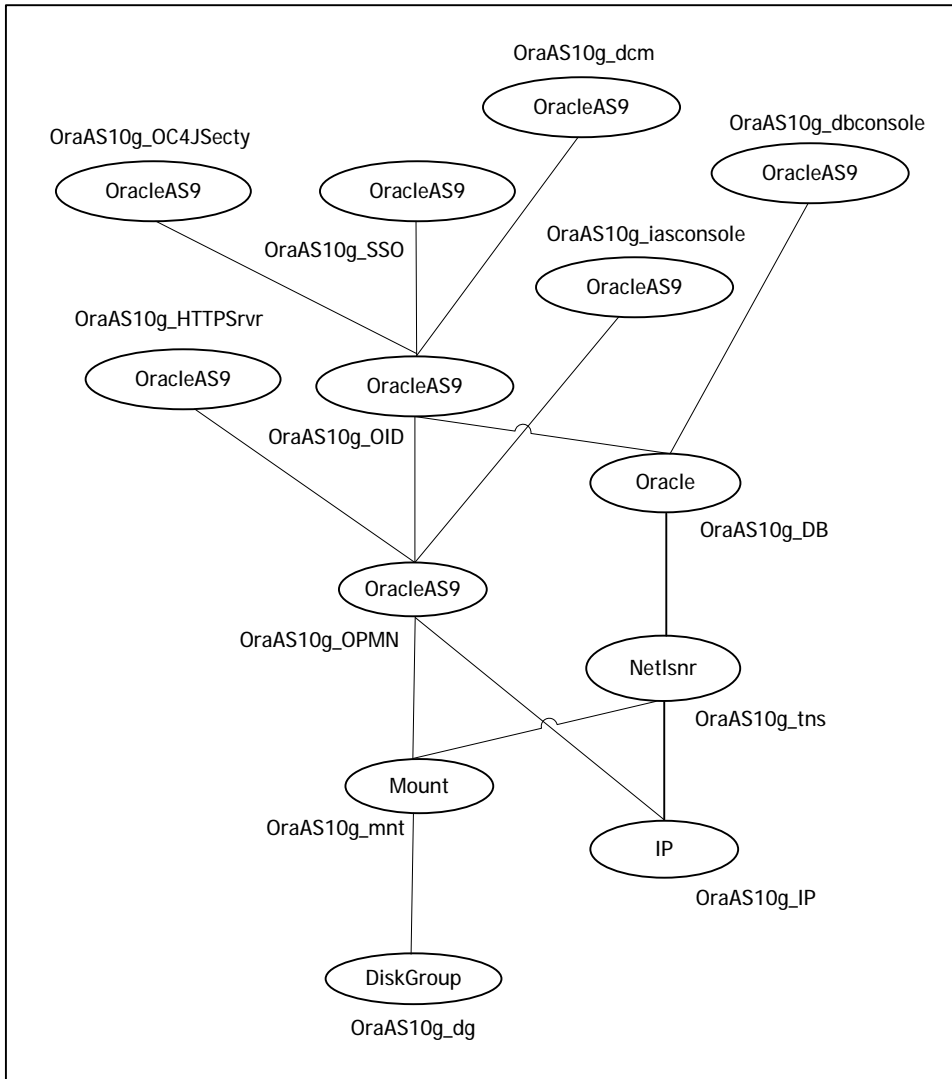 OraAS10g_dcm
OracleAS9
OraAS10g_dbconsole
OraAS10g_OC4JSecty
OracleAS9
OracleAS9
OracleAS9
OraAS10g_iasconsole
OraAS10g_SSO
OracleAS9
OraAS10g_HTTPSrvr
OracleAS9
OracleAS9
OraAS10g_OID
Oracle
OraAS10g_DB
OracleAS9
OraAS10g_OPMN
Netlsnr
OraAS10g_tns
Mount
OraAS10g_mnt
IP
OraAS10g_IP
DiskGroup
OraAS10g_dg